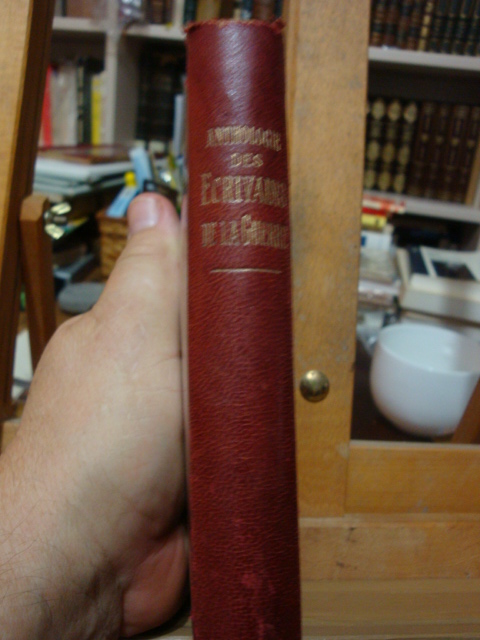 ANTHOLOGIE
DES
ECRIVAINS
DE LA GUERRE